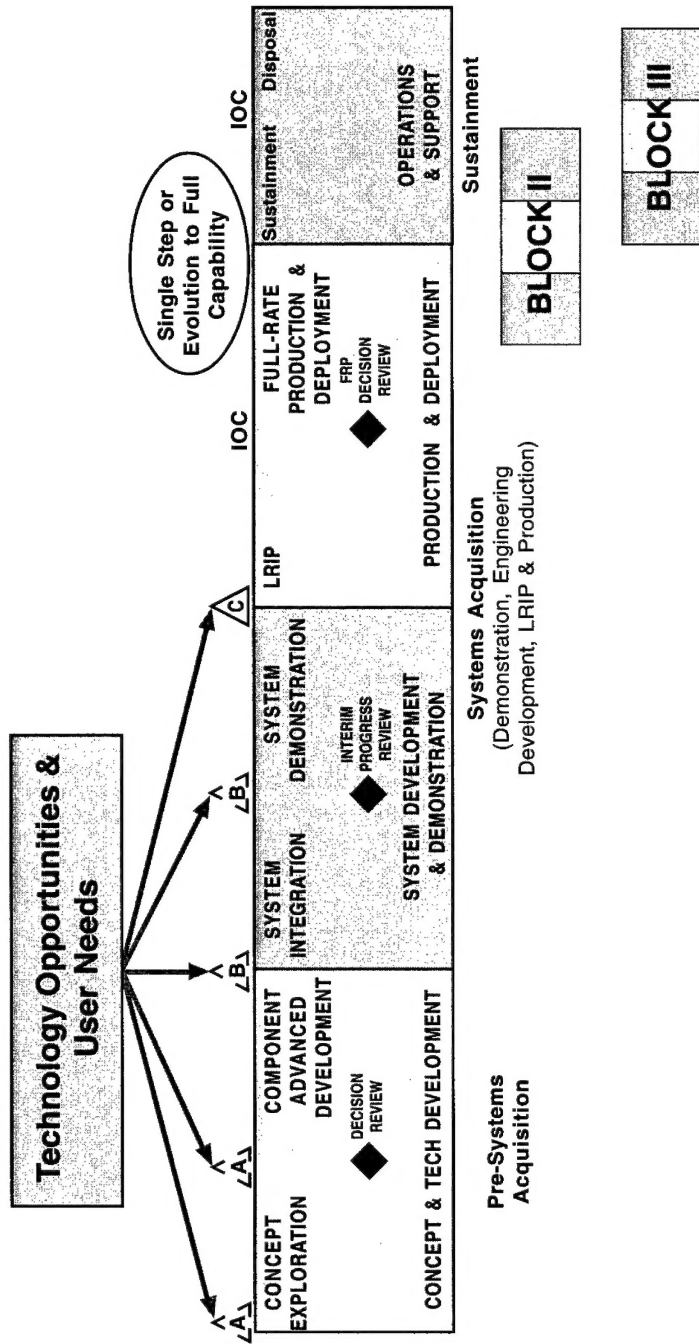 Technology Opportunities &
User Needs
A
A
B
B
C
IOC
Single Step or
Evolution to Full
Capability
IOC
CONCEPT
EXPLORATION
COMPONENT
ADVANCED
DEVELOPMENT
DECISION
REVIEW
CONCEPT & TECH DEVELOPMENT
SYSTEM
INTEGRATION
SYSTEM
DEMONSTRATION
INTERIM
PROGRESS
REVIEW
SYSTEM DEVELOPMENT
& DEMONSTRATION
LRIP
FULL-RATE
PRODUCTION &
DEPLOYMENT
FRP
DECISION
REVIEW
PRODUCTION & DEPLOYMENT
Sustainment
Disposal
OPERATIONS
& SUPPORT
Pre-Systems
Acquisition
Systems Acquisition
(Demonstration, Engineering
Development, LRIP & Production)
Sustainment
BLOCK II
BLOCK III